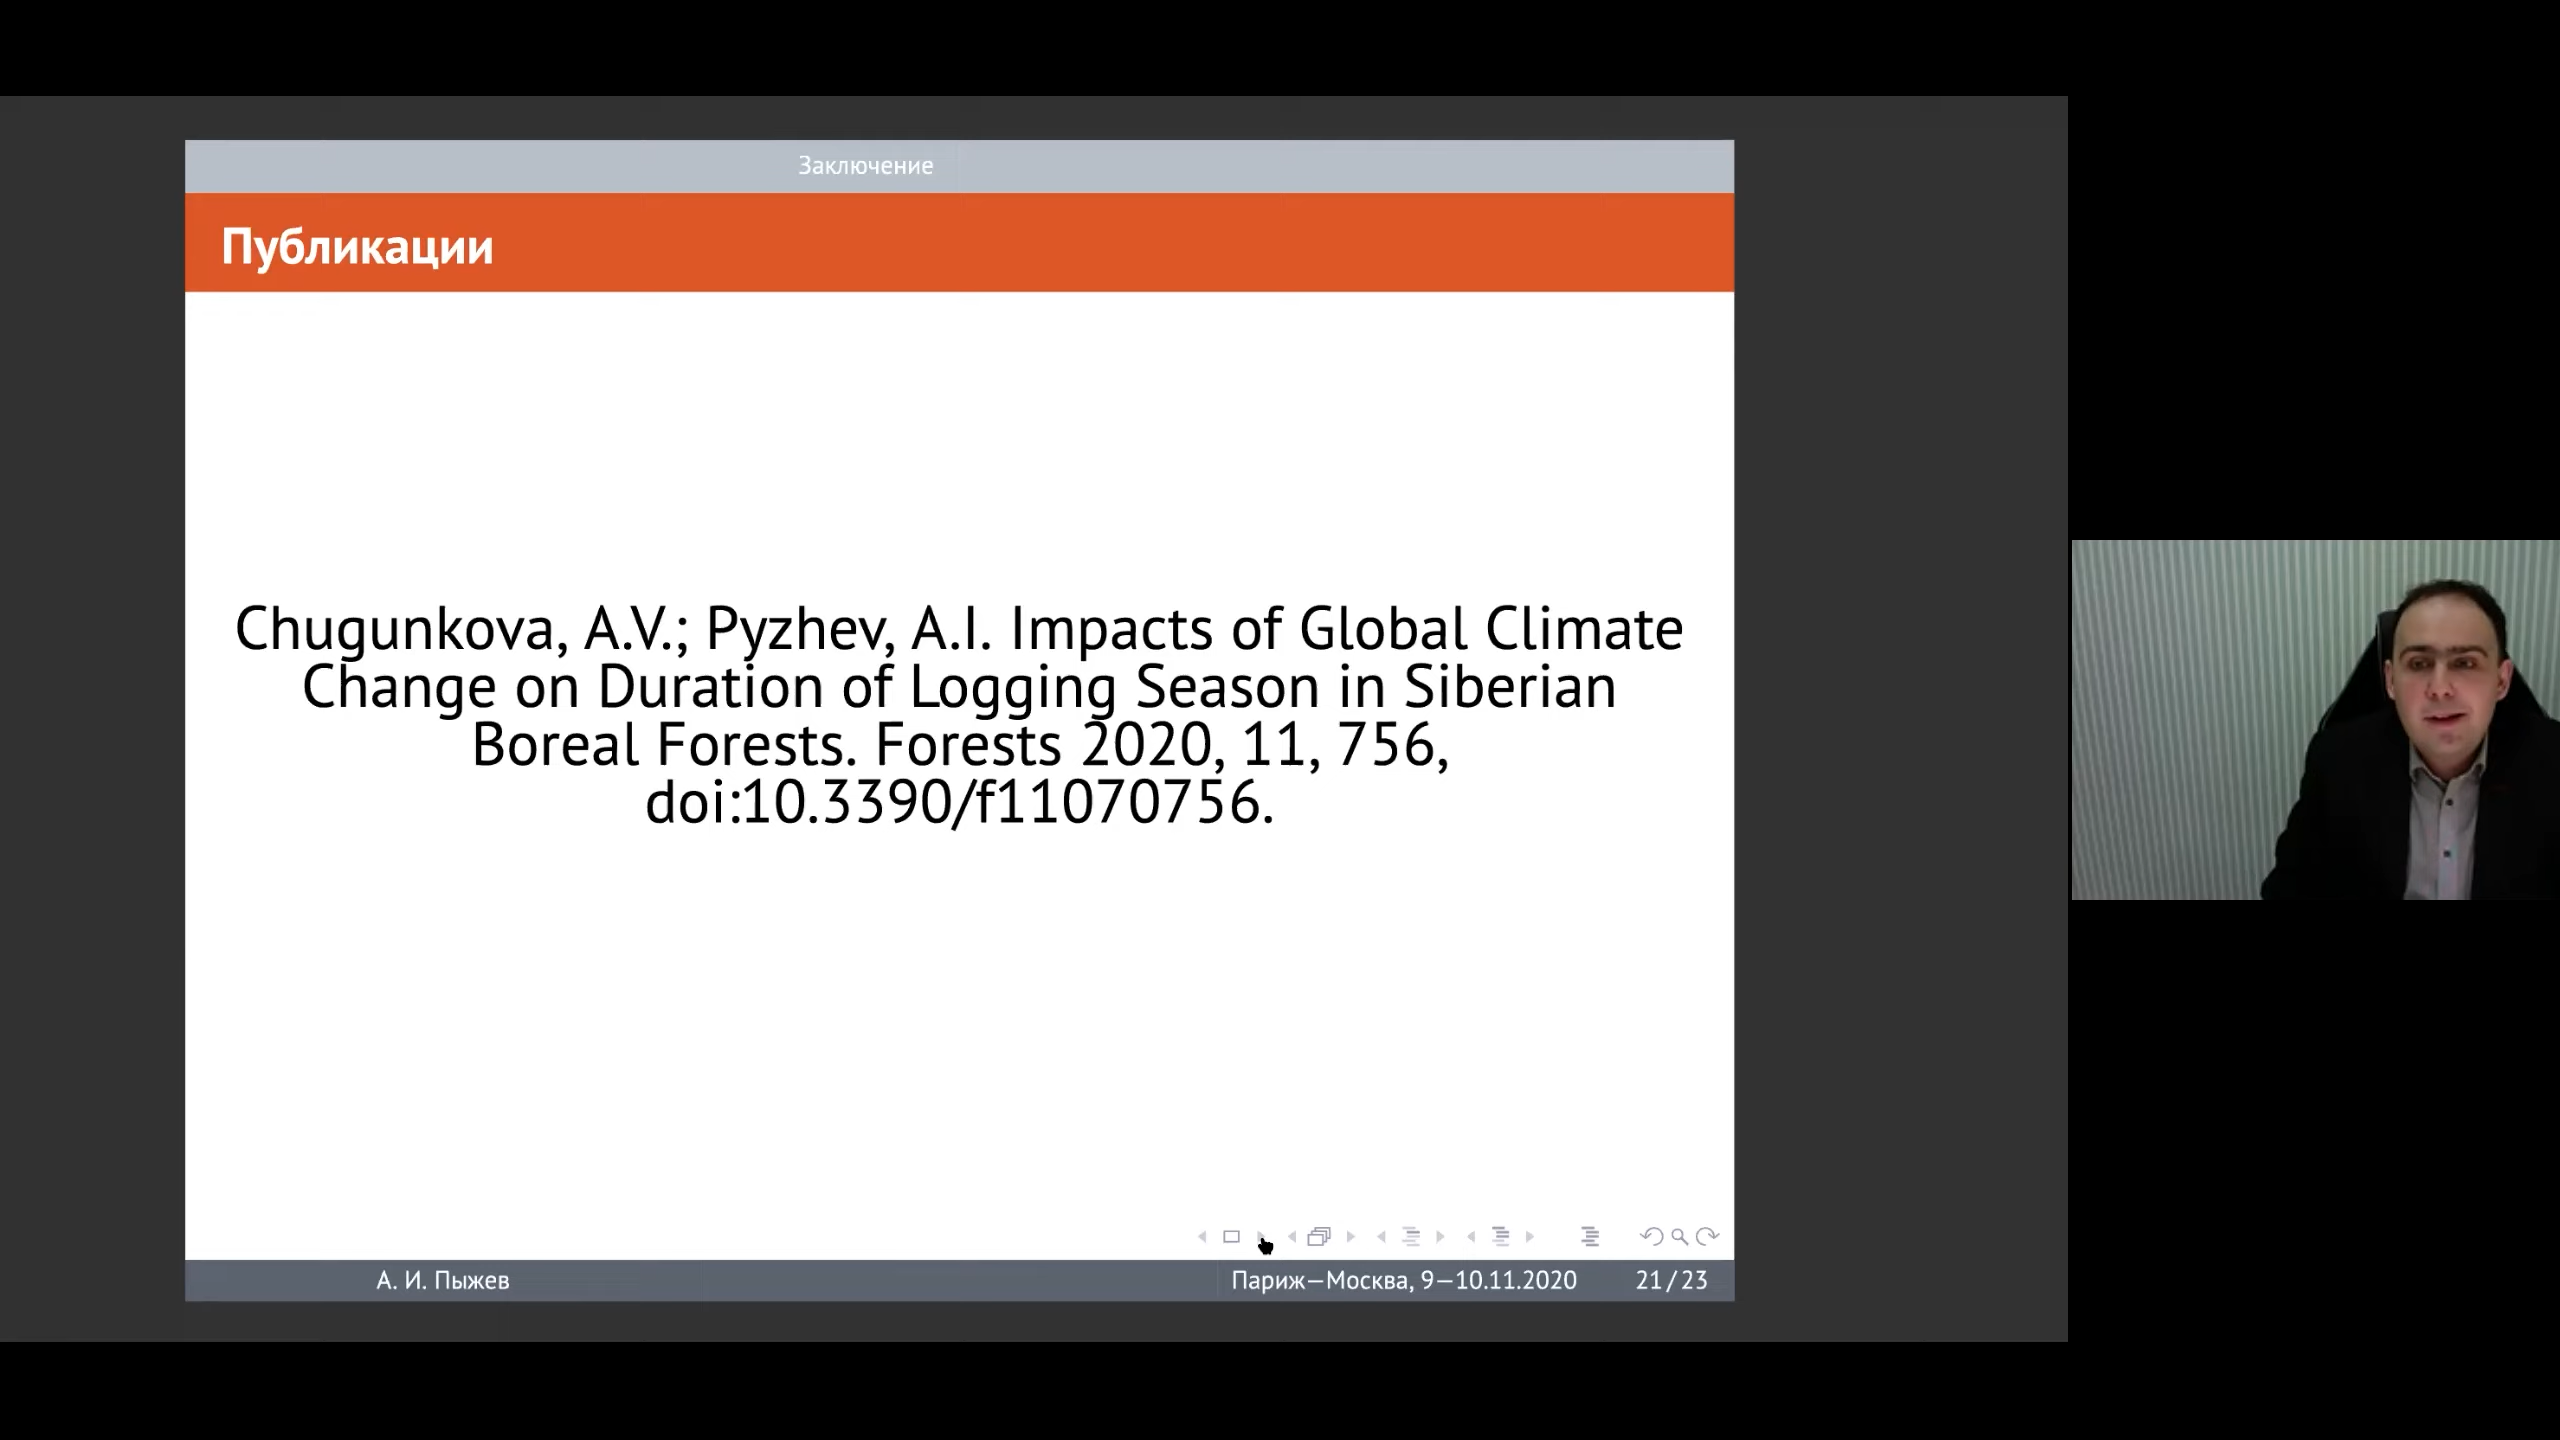 Заключение
Публикации
Chugunkova, A.V.; Pyzhev, A.I. Impacts of Global Climate
Change on Duration of Logging Season in Siberian
Boreal Forests. Forests 2020, 11, 756,
doi:10.3390/f11070756.
А. И. Пыжев
Париж—Москва, 9—10.11.2020
21/23